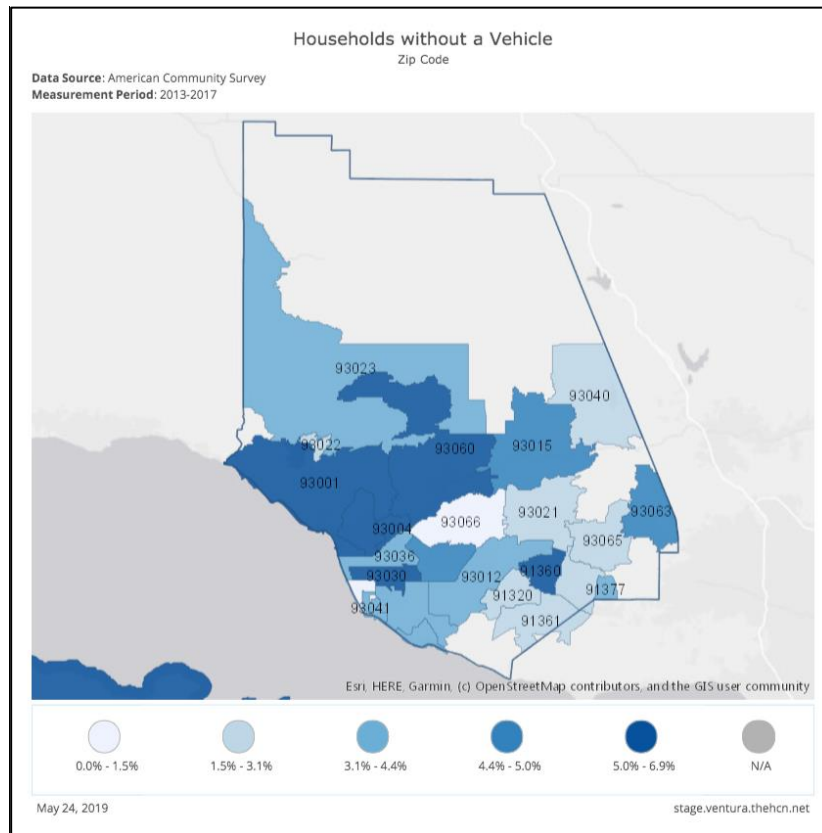 Households without a Vehicle
Zip Code
Data Source: American Community Survey
Measurement Period: 2013-2017
93023
93040
93022
93060
93015
93001
93004
93066
93021
93063
93036
93065
93030
93012
91360
93041
91320
91377
91361
Esri, HERE, Garmin, (c) OpenStreetMap contributors, and the GIS user community
0.0% - 1.5%
1.5% - 3.1%
3.1% - 4.4%
4.4% - 5.0%
5.0% - 6.9%
N/A
May 24, 2019
stage.ventura.thehcn.net